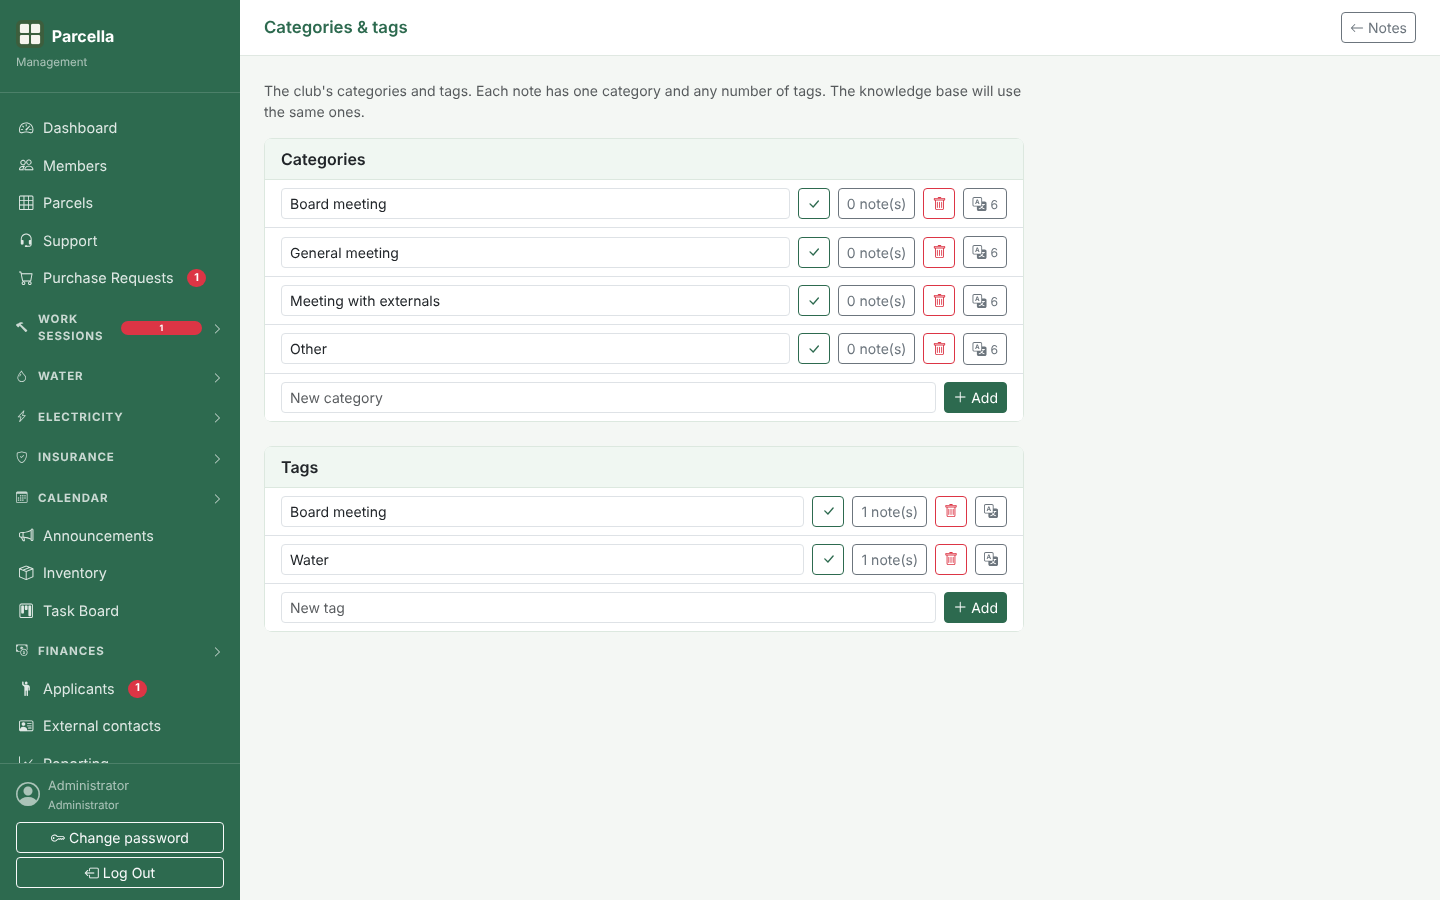 Parcella
Management
Dashboard
Members
Parcels
Support
Purchase Requests 1
WORK SESSIONS 1
WATER
ELECTRICITY
INSURANCE
CALENDAR
Announcements
Inventory
Task Board
FINANCES
Applicants 1
External contacts
Reporting
Administrator
Administrator
Change password
Log Out
Categories & tags
← Notes
The club's categories and tags. Each note has one category and any number of tags. The knowledge base will use
the same ones.
Categories
Board meeting 0 note(s) 6
General meeting 0 note(s) 6
Meeting with externals 0 note(s) 6
Other 0 note(s) 6
New category + Add
Tags
Board meeting 1 note(s)
Water 1 note(s)
New tag + Add